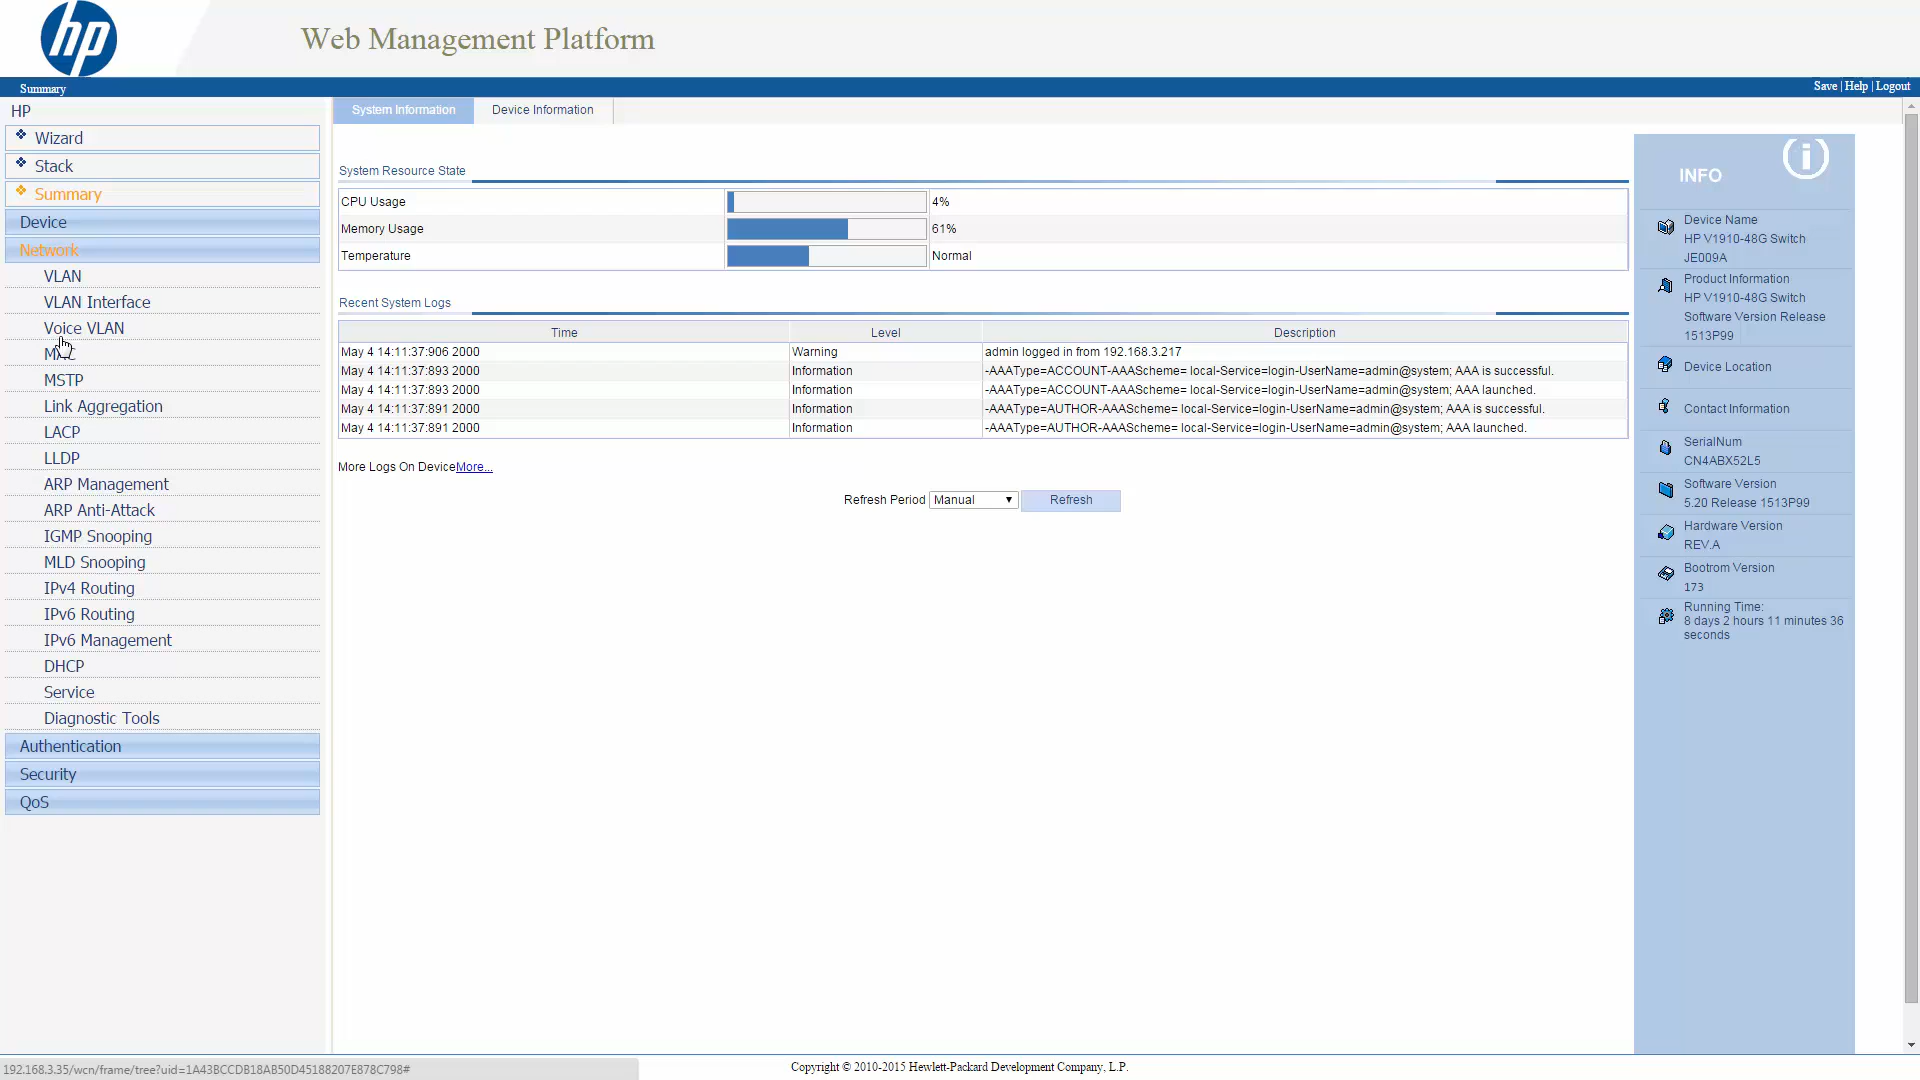 hp
Web Management Platform
Summary
Save | Help | Logout
HP
Wizard
Stack
Summary
Device
Network
VLAN
VLAN Interface
Voice VLAN
MAC
MSTP
Link Aggregation
LACP
LLDP
ARP Management
ARP Anti-Attack
IGMP Snooping
MLD Snooping
IPv4 Routing
IPv6 Routing
IPv6 Management
DHCP
Service
Diagnostic Tools
Authentication
Security
QoS
System Information
Device Information
System Resource State
CPU Usage 4%
Memory Usage 61%
Temperature Normal
Recent System Logs
Time Level Description
May 4 14:11:37:906 2000 Warning admin logged in from 192.168.3.217
May 4 14:11:37:893 2000 Information -AAAType=ACCOUNT-AAAScheme= local-Service=login-UserName=admin@system; AAA is successful.
May 4 14:11:37:893 2000 Information -AAAType=ACCOUNT-AAAScheme= local-Service=login-UserName=admin@system; AAA launched.
May 4 14:11:37:891 2000 Information -AAAType=AUTHOR-AAAScheme= local-Service=login-UserName=admin@system; AAA is successful.
May 4 14:11:37:891 2000 Information -AAAType=AUTHOR-AAAScheme= local-Service=login-UserName=admin@system; AAA launched.
More Logs On DeviceMore...
Refresh Period Manual Refresh
INFO
Device Name
HP V1910-48G Switch
JE009A
Product Information
HP V1910-48G Switch
Software Version Release
1513P99
Device Location
Contact Information
SerialNum
CN4ABX52L5
Software Version
5.20 Release 1513P99
Hardware Version
REV.A
Bootrom Version
173
Running Time:
8 days 2 hours 11 minutes 36
seconds
192.168.3.35/wcn/frame/tree?uid=1A43BCCDB18AB50D45188207E878C798#
Copyright © 2010-2015 Hewlett-Packard Development Company, L.P.